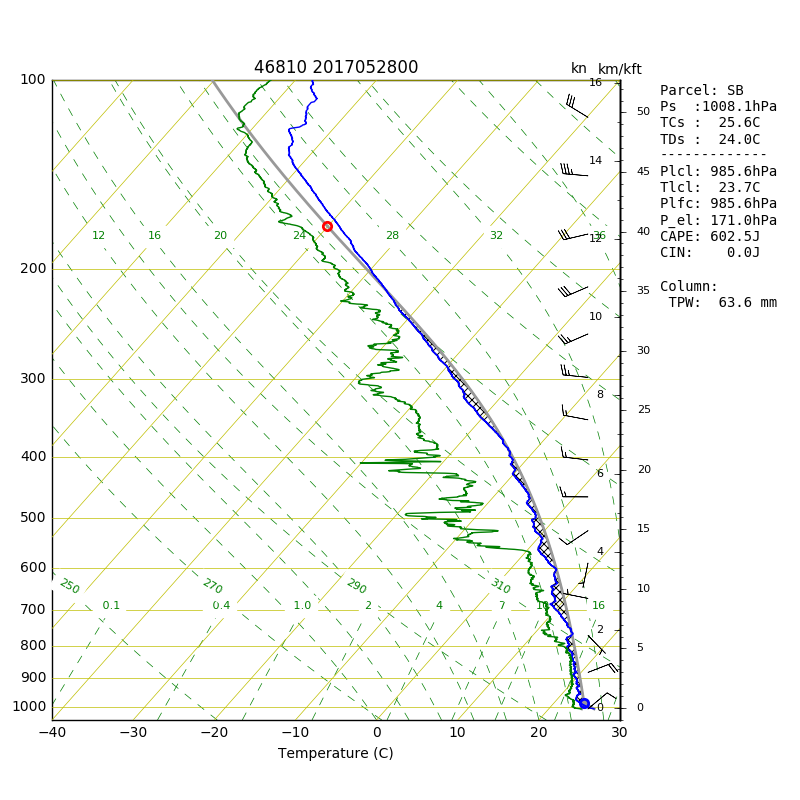 46810 2017052800
kn km/kft
Parcel: SB
Ps :1008.1hPa
TCs : 25.6C
TDs : 24.0C
-------------
Plcl: 985.6hPa
Tlcl: 23.7C
Plfc: 985.6hPa
P_el: 171.0hPa
CAPE: 602.5J
CIN: 0.0J
Column:
TPW: 63.6 mm
100
200
300
400
500
600
700
800
900
1000
16
14
12
10
8
6
4
2
0
50
45
40
35
30
25
20
15
10
5
0
12 16 20 24 28 32 36
250 270 290 310
0.1 0.4 1.0 2 4 7 10 16
−40 −30 −20 −10 0 10 20 30
Temperature (C)